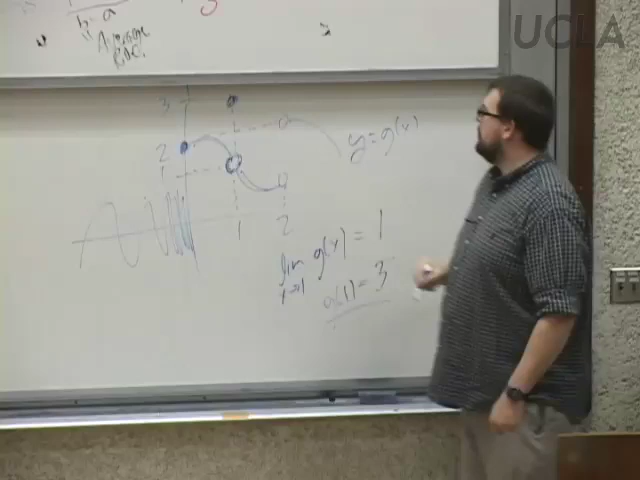 UCLA
b-a
Average
R.O.C.
3
2
1
y=g(x)
1 2
lim g(x) = 1
x→1
g(1)=3